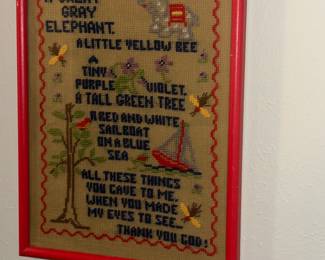 A GREAT
GRAY
ELEPHANT.
A LITTLE YELLOW BEE
A
TINY
PURPLE VIOLET.
A TALL GREEN TREE
A RED AND WHITE
SAILBOAT
ON A BLUE
SEA
ALL THESE THINGS
YOU GAVE TO ME,
WHEN YOU MADE
MY EYES TO SEE...
THANK YOU GOD!